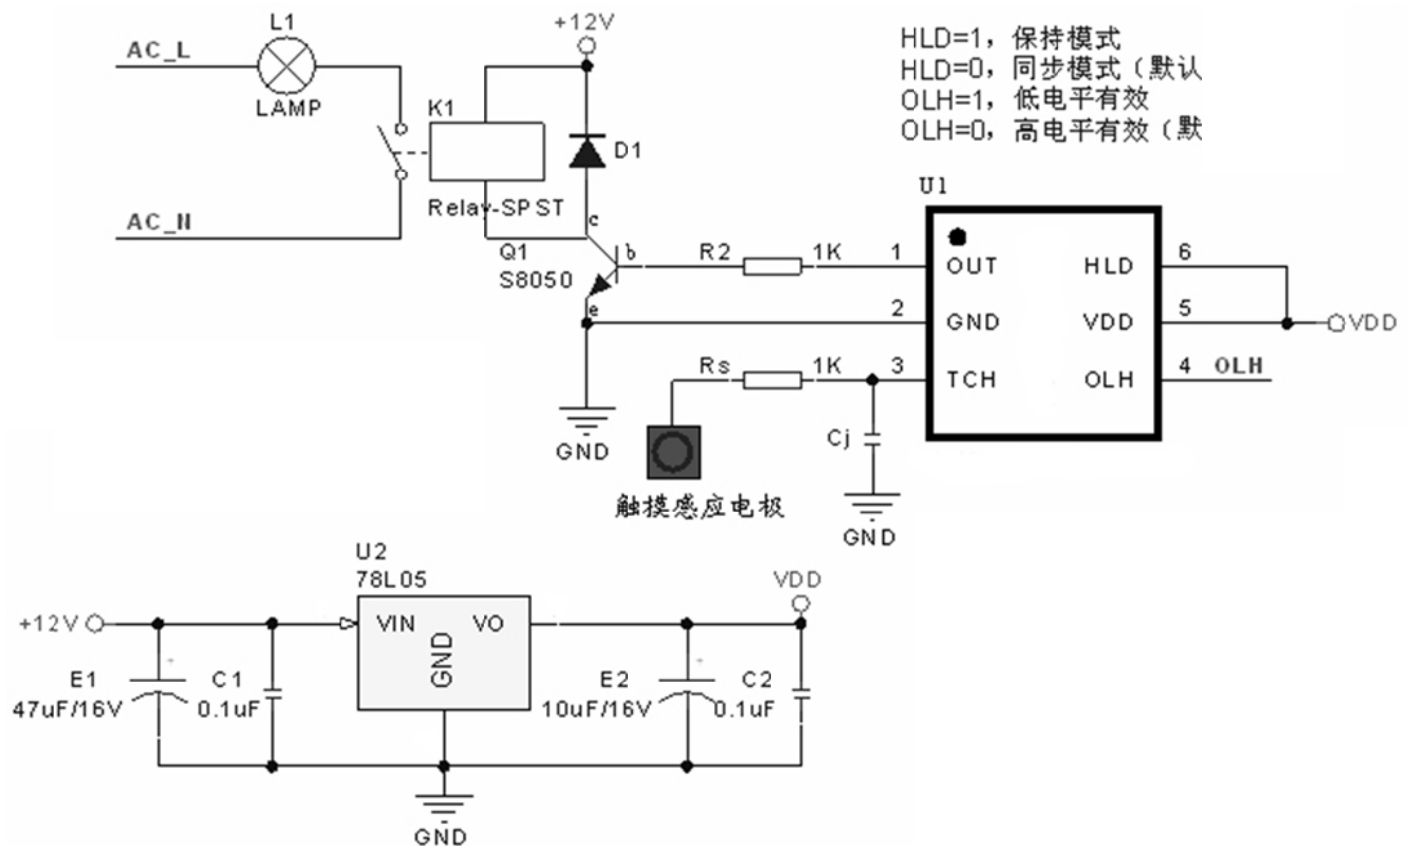 L1
+12V
HLD=1，保持模式
AC_L
HLD=0，同步模式（默认
LAMP
K1
OLH=1，低电平有效
OLH=0，高电平有效（默
D1
U1
Relay-SPST
AC_N
c
Q1
S8050
b
R2
1K
1
OUT
HLD
6
e
2
GND
VDD
5
VDD
Rs
1K
3
TCH
OLH
4
OLH
GND
Cj
触摸感应电极
GND
U2
78L05
VDD
+12V
VIN
VO
GND
+
+
E1
47uF/16V
C1
0.1uF
E2
10uF/16V
C2
0.1uF
GND